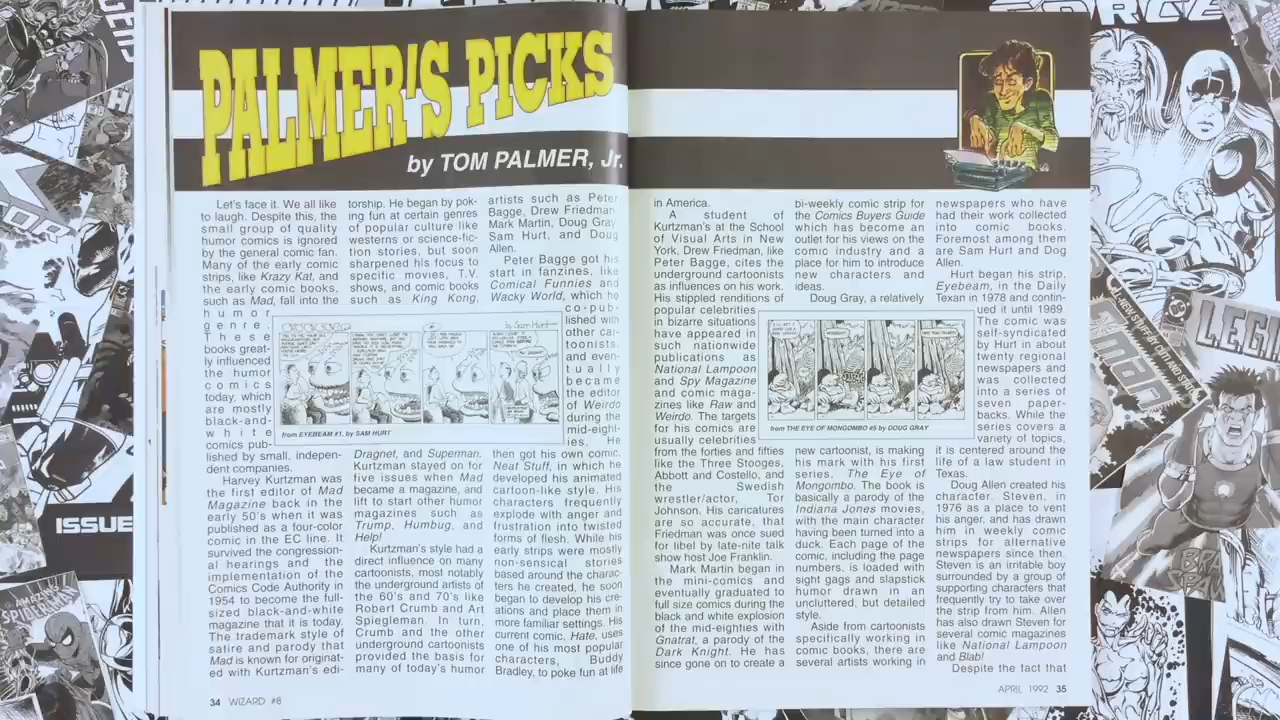 PALMER'S PICKS
by TOM PALMER, Jr.
Let's face it. We all like
to laugh. Despite this, the
small group of quality
humor comics is ignored
by the general comic fan.
Many of the early comic
strips, like Krazy Kat, and
the early comic books,
such as Mad, fall into the
humor
genre.
These
books great-
ly influenced
the humor
comics
today, which
are mostly
black-and-
white
comics pub-
lished by small, indepen-
dent companies.
Harvey Kurtzman was
the first editor of Mad
Magazine back in the
early 50's when it was
published as a four-color
comic in the EC line. It
survived the congression-
al hearings and the
implementation of the
Comics Code Authority in
1954 to become the full-
sized black-and-white
magazine that it is today.
The trademark style of
satire and parody that
Mad is known for originat-
ed with Kurtzman's edi-
torship. He began by pok-
ing fun at certain genres
of popular culture like
westerns or science-fic-
tion stories, but soon
sharpened his focus to
specific movies, T.V.
shows, and comic books
such as King Kong,
Dragnet, and Superman.
Kurtzman stayed on for
five issues when Mad
became a magazine, and
lift to start other humor
magazines such as
Trump, Humbug, and
Help!
Kurtzman's style had a
direct influence on many
cartoonists, most notably
the underground artists of
the 60's and 70's like
Robert Crumb and Art
Spiegleman. In turn,
Crumb and the other
underground cartoonists
provided the basis for
many of today's humor
artists such as Peter
Bagge, Drew Friedman,
Mark Martin, Doug Gray,
Sam Hurt, and Doug
Allen.
Peter Bagge got his
start in fanzines, like
Comical Funnies and
Wacky World, which he
co-pub-
lished with
other car-
toonists,
and even-
tually
became
the editor
of Weirdo
during the
mid-eight-
ies. He
then got his own comic,
Neat Stuff, in which he
developed his animated
cartoon-like style. His
characters frequently
explode with anger and
frustration into twisted
forms of flesh. While his
early strips were mostly
non-sensical stories
based around the charac-
ters he created, he soon
began to develop his cre-
ations and place them in
more familiar settings. His
current comic, Hate, uses
one of his most popular
characters, Buddy
Bradley, to poke fun at life
by Sam Hurt
from EYEBEAM #1. by SAM HURT
34 WIZARD #8
in America.
A student of
Kurtzman's at the School
of Visual Arts in New
York, Drew Friedman, like
Peter Bagge, cites the
underground cartoonists
as influences on his work.
His stippled renditions of
popular celebrities
in bizarre situations
have appeared in
such nationwide
publications as
National Lampoon
and Spy Magazine
and comic maga-
zines like Raw and
Weirdo. The targets
for his comics are
usually celebrities
from the forties and fifties
like the Three Stooges,
Abbott and Costello, and
the Swedish
wrestler/actor, Tor
Johnson. His caricatures
are so accurate, that
Friedman was once sued
for libel by late-nite talk
show host Joe Franklin.
Mark Martin began in
the mini-comics and
eventually graduated to
full size comics during the
black and white explosion
of the mid-eighties with
Gnatrat, a parody of the
Dark Knight. He has
since gone on to create a
bi-weekly comic strip for
the Comics Buyers Guide
which has become an
outlet for his views on the
comic industry and a
place for him to introduce
new characters and
ideas.
Doug Gray, a relatively
new cartoonist, is making
his mark with his first
series, The Eye of
Mongombo. The book is
basically a parody of the
Indiana Jones movies,
with the main character
having been turned into a
duck. Each page of the
comic, including the page
numbers, is loaded with
sight gags and slapstick
humor drawn in an
uncluttered, but detailed
style.
Aside from cartoonists
specifically working in
comic books, there are
several artists working in
newspapers who have
had their work collected
into comic books.
Foremost among them
are Sam Hurt and Dog
Allen.
Hurt began his strip,
Eyebeam, in the Daily
Texan in 1978 and contin-
ued it until 1989.
The comic was
self-syndicated
by Hurt in about
twenty regional
newspapers and
was collected
into a series of
seven paper-
backs. While the
series covers a
variety of topics,
it is centered around the
life of a law student in
Texas.
Doug Allen created his
character, Steven, in
1976 as a place to vent
his anger, and has drawn
him in weekly comic
strips for alternative
newspapers since then.
Steven is an irritable boy
surrounded by a group of
supporting characters that
frequently try to take over
the strip from him. Allen
has also drawn Steven for
several comic magazines
like National Lampoon
and Blab!
Despite the fact that
from THE EYE OF MONGOMBO #5 by DOUG GRAY
APRIL 1992 35
ISSUE
FORCE
AMAZING
LEGI